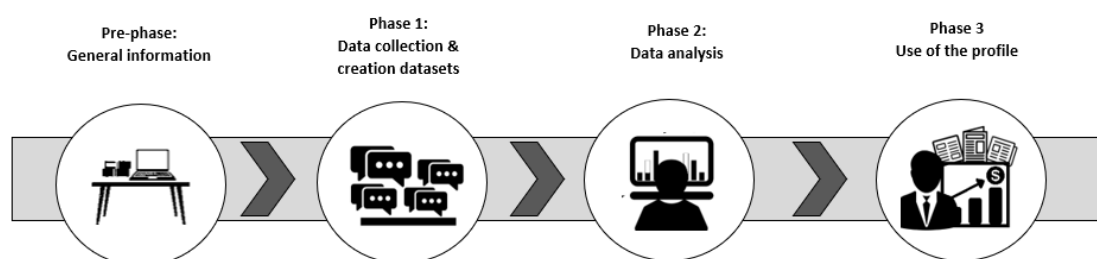 Pre-phase:
General information
Phase 1:
Data collection &
creation datasets
Phase 2:
Data analysis
Phase 3
Use of the profile
$